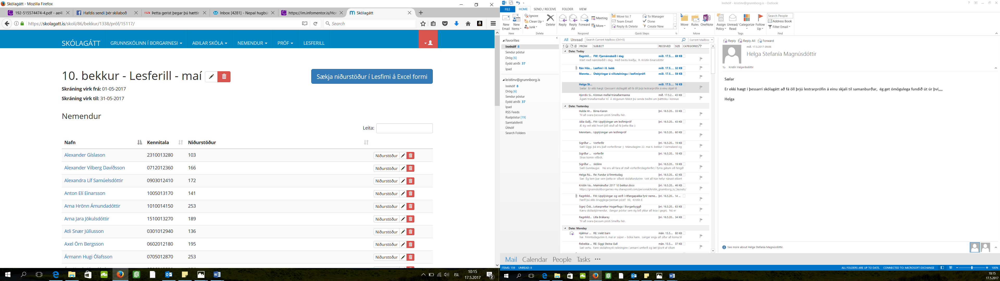 Skólagátt - Mozilla Firefox
192-515574474-4.pdf - ae40
Hafdís sendi þér skilaboð
Þetta gerist þegar þú hættir
Inbox [4281] - Nepal hugbún
https://im.infomentor.is/Hor
Skólagátt
https://skolagatt.is/skoli/86/bekkur/1338/próf/15117/
Search
SKÓLAGÁTT
GRUNNSKÓLINN Í BORGARNESI
AÐILAR SKÓLA
NEMENDUR
PRÓF
LESFERILL
10. bekkur - Lesferill - maí
Sækja niðurstöður í Lesfimi á Excel formi
Skráning virk frá: 01-05-2017
Skráning virk til: 31-05-2017
Nemendur
Leita:
Nafn Kennitala Niðurstöður
Alexander Gíslason 2310013280 103 Niðurstöður
Alexander Vilberg Davíðsson 0712012360 166 Niðurstöður
Alexandra Líf Samúelsdóttir 0903012410 172 Niðurstöður
Anton Elí Einarsson 1005013170 141 Niðurstöður
Arna Hrönn Ámundadóttir 1010014150 253 Niðurstöður
Arna Jara Jökulsdóttir 1510013270 189 Niðurstöður
Atli Snær Júlíusson 0301012940 136 Niðurstöður
Axel Örn Bergsson 0602012180 195 Niðurstöður
Ármann Hugi Ólafsson 0705012870 253 Niðurstöður
ISL
10:15
17.5.2017
2
Innhólf - kristinv@grunnborg.is - Outlook
FILE HOME SEND / RECEIVE FOLDER VIEW
New Email
New Items
Ignore
Clean Up
Junk
Delete
Reply
Reply All
Forward
Meeting
More
Move to: ?
Team Email
Reply & Delete
To Manager
Done
Create New
Move
Rules
OneNote
Assign Policy
Unread/ Read
Categorize
Follow Up
Search People
Address Book
Filter Email
New
Delete
Respond
Quick Steps
Move
Tags
Find
Favorites
Innhólf 8
Sendur póstur
Drög [6]
Eydd atriði 37
Ipad
kristinv@grunnborg.is
Innhólf 8
Drög [6]
Sendur póstur
Eydd atriði 37
Ipad
RSS Feeds
Ruslpóstur [19]
Samtalsferill
Úthólf
Search Folders
All Unread
Search Current Mailbox (Ctrl+E)
Current Mailbox
FROM SUBJECT RECEIVED SIZE CATEGORIES
Date: Today
Ragnhil... FW: Fjarnámskeið í dag mið. 17.5.... 69 KB
Klárt með námskeiðið í dag. Með bestu kveðju, R. Kristín Einarsdóttir
Rán Hös... Lesfimi í 8. bekk mið. 17.5.... 32 KB
Mennta... Útskýringar á villutalningu í lesfimiprófi mið. 17.5.... 59 KB
Helga St... mið. 17.5.... 16 KB
Sælar Er ekki hægt í þessarri skólagátt að fá öll þrjú lestrarprófin á einu skjali til
Hjordis Si... Könnun meðal trúnaðarmanna mið. 17.5.2... 43 KB
Ágæti trúnaðarmaður KÍ Á dögunum fékkst þú senda beiðni um þátttöku í könnun
Date: Yesterday
Hulda Hr... Birna Karen þri. 16.5.20... 33 KB
Til að svara þessum pósti Smelltu hér.
Júlía Guðj... FW: Upplýsingar um lesfimipróf þri. 16.5.20... 43 KB
Æ ég veit ekki hvort þið séuð að fá þetta líka :)
Menntam... Upplýsingar um lesfimipróf þri. 16.5.20... 60 KB
Sigríður ... Vorferðir þri. 16.5.20... 19 KB
Sæll Siggi. þá eru það vorferðirnar :) Mánudaginn 22, maí 6. bekkur í Varmaland og
Sigríður ... vorferðir þri. 16.5.20... 18 KB
Strax komin viðbót.
Sigríður ... skólinn þri. 16.5.20... 19 KB
Sæll Gunnlaugur. Nú eru að fara af stað vorferðir(dagsferðir) í fyrra gátum við fengið
Helga Rú... Re: Fundur á fimmtudag þri. 16.5.20... 42 KB
Sæl Ég kem þar sem þetta er síðasti skólafundurinn Veit að hún hefur nánast ekkert
Kristín Va... Maímánuður 2017 10 bekkur.docx þri. 16.5.20... 46 KB
https://grunnskoliborgarnes-my.sharepoint.com/personal/kristin_grunnborg_is/_layouts/
Ragnhild... FW: Upplýsingar og verð í ritfangapakka fyrir neme... þri. 16.5.20... 14 ...
Færð þú ekki örugglega þennan póst? Kk, Kristín E
Signý Ósk... Lokasprettur Hugarflugs í Borgarbyggð þri. 16.5.20... 63 KB
Kæru skólastjórnendur, (langur póstur sem ég bið ykkur að lesa í gegn). Nú er
Ragnhild... Litla Brákarey þri. 16.5.20... 34 KB
Til að svara þessum pósti Smelltu hér.
Date: Monday
Hjálmur ... RE: Veikt barn mán. 15.5.... 80 KB
hæ Fimmtudagurinn 8. maí er súper – bóka hann. Langar engu að síður að koma til
Rebekka ... RE: Siggi Steina Gull mán. 15.5.... 37 KB
Sæl vertu. Fann skólahreysti reikninginn í annarri umferð og læt ljósrit af öllum
Reply Reply All Forward
mið. 17.5.2017 09:06
Helga Stefanía Magnúsdóttir
To Kristín Valgarðsdóttir
Sælar
Er ekki hægt í þessarri skólagátt að fá öll þrjú lestrarprófin á einu skjali til samanburðar, ég get ómögulega fundið út úr því,,,,
Helga
See more about Helga Stefanía Magnúsdóttir.
Mail Calendar People Tasks
ITEMS: 159 UNREAD: 8
ALL FOLDERS ARE UP TO DATE. CONNECTED TO: MICROSOFT EXCHANGE
100%
10:15
17.5.2017